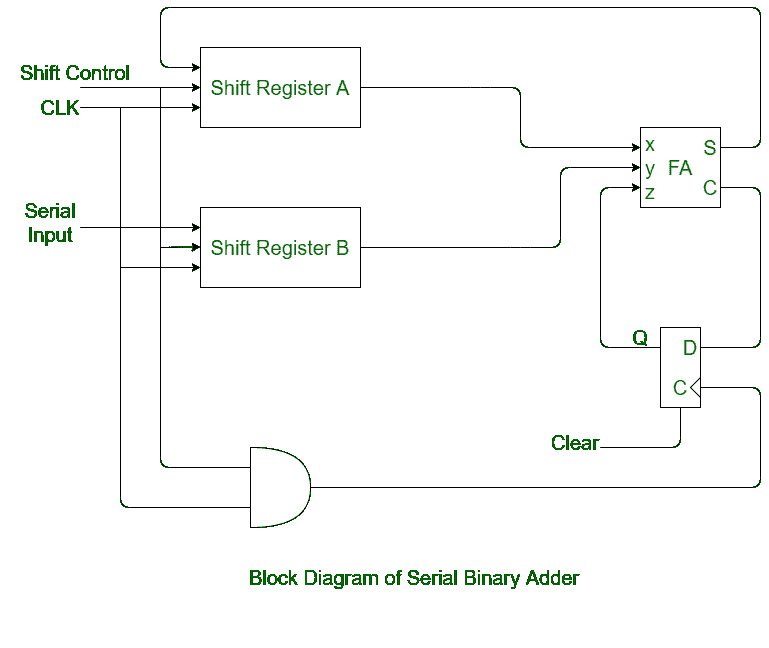 Shift Control
Shift Register A
CLK
x
S
y
FA
z
C
Serial
Input
Shift Register B
Q
D
C
Clear
Block Diagram of Serial Binary Adder